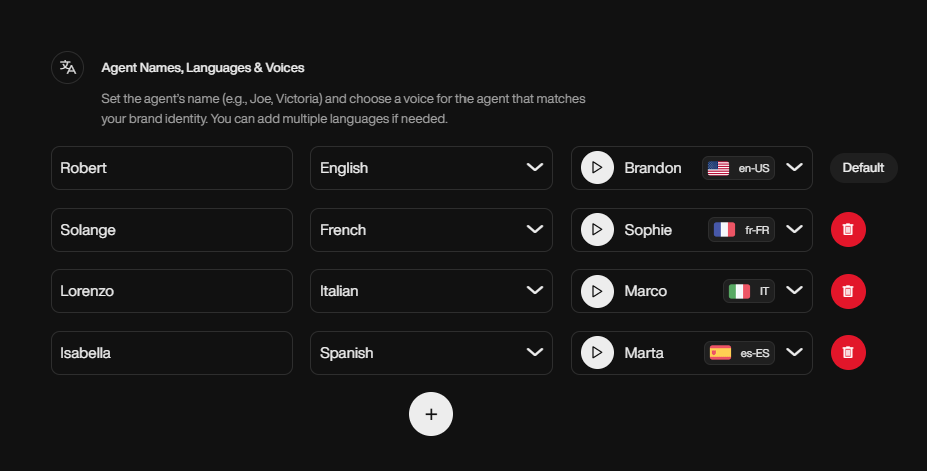 Agent Names, Languages & Voices
Set the agent's name (e.g., Joe, Victoria) and choose a voice for the agent that matches
your brand identity. You can add multiple languages if needed.
Robert English Brandon en-US Default
Solange French Sophie fr-FR
Lorenzo Italian Marco IT
Isabella Spanish Marta es-ES
+